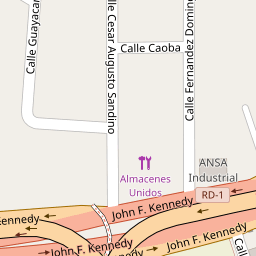 Calle Guayacan
Calle Cesar Augusto Sandino
Calle Caoba
Calle Fernandez Domin
Almacenes
Unidos
ANSA
Industrial
RD-1
John F. Kennedy
Kennedy
John F. Kennedy
John F. Kennedy